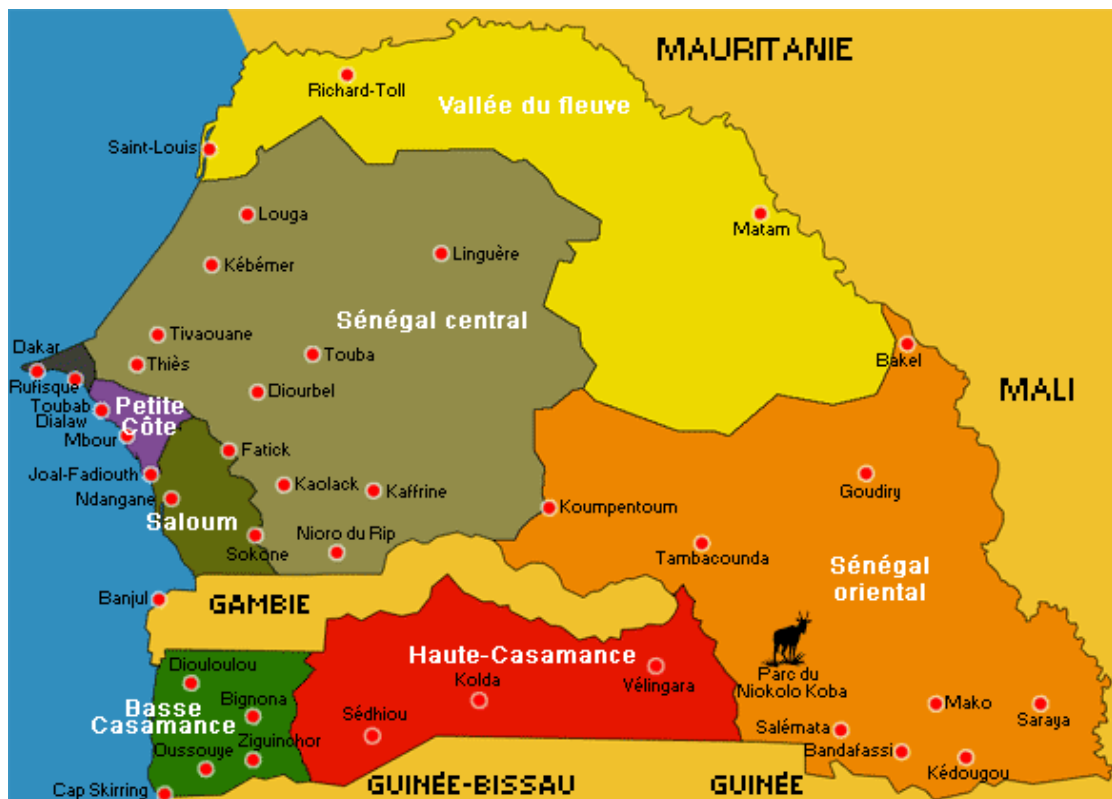 MAURITANIE
Richard-Toll
Vallée du fleuve
Saint-Louis
Louga
Matam
Linguère
Kébémer
Sénégal central
Tivaouane
Dakar
Touba
Bakel
Thiès
Rufisque
MALI
Diourbel
Toubab
Dialaw
Petite
Côte
Mbour
Fatick
Joal-Fadiouth
Goudiry
Kaolack
Kaffrine
Ndangane
Koumpentoum
Saloum
Nioro du Rip
Sokone
Tambacounda
Sénégal
oriental
Banjul
GAMBIE
Haute-Casamance
Diouloulou
Parc du
Niokolo Koba
Kolda
Vélingara
Bignona
Basse
Casamance
Mako
Saraya
Sédhiou
Salémata
Ziguinchor
Oussouye
Bandafassi
Kédougou
GUINÉE-BISSAU
GUINÉE
Cap Skirring